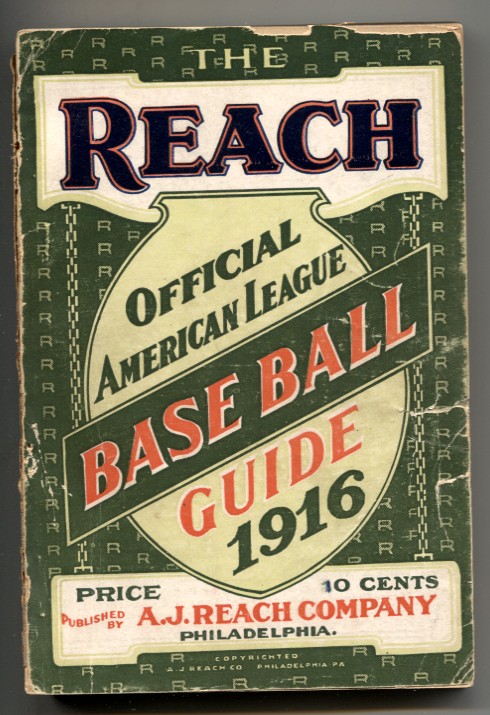 THE
REACH
OFFICIAL
AMERICAN LEAGUE
BASE BALL
GUIDE
1916
PRICE 10 CENTS
PUBLISHED BY A.J. REACH COMPANY
PHILADELPHIA.
COPYRIGHTED
A.J. REACH CO. PHILADELPHIA PA